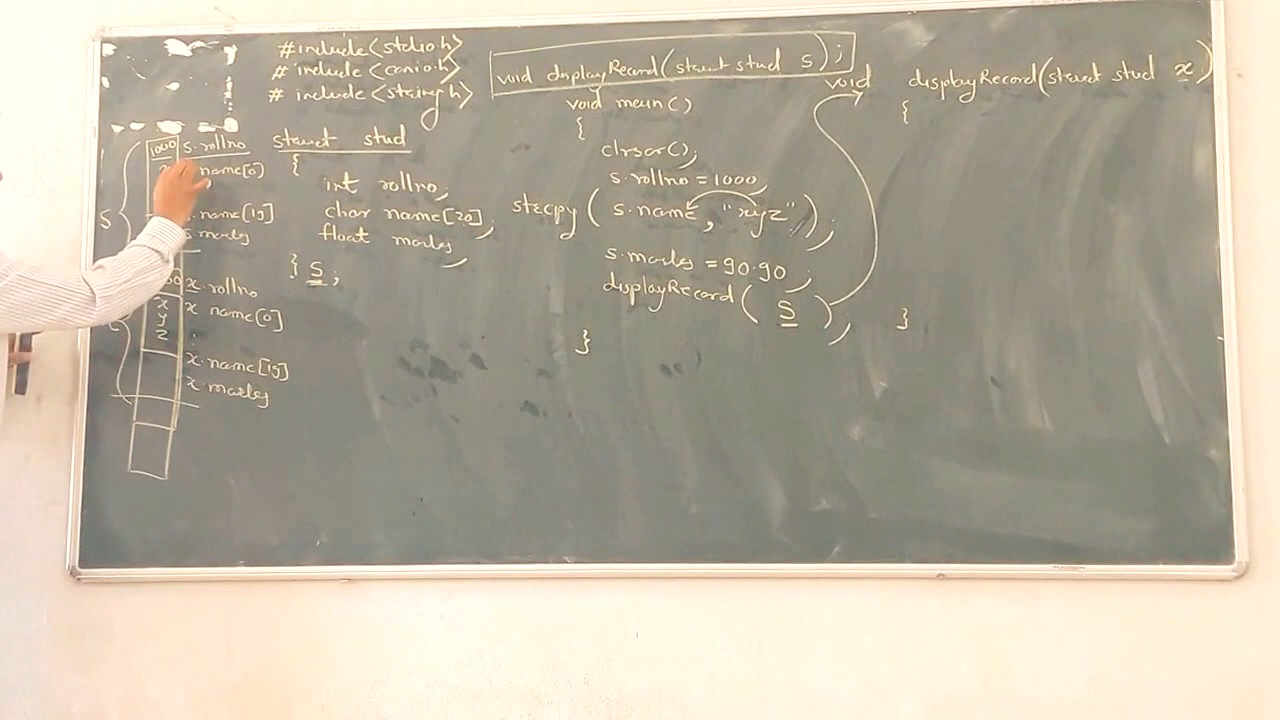 #include<stdio.h>
# include<conio.h>
# include<string.h>
1000 s.rollno
name[0]
.name[19]
s marks
S
x.rollno
x x name[0]
y
z
x.name[19]
x.marks
struct stud
{
int rollno;
char name[20];
float marks;
} S;
void displayRecord(struct stud s);
void main()
{
clrscr();
s.rollno = 1000;
strcpy( s.name, "xyz");
s.marks = 90.90;
displayRecord( S );
}
void displayRecord(struct stud x)
{
}